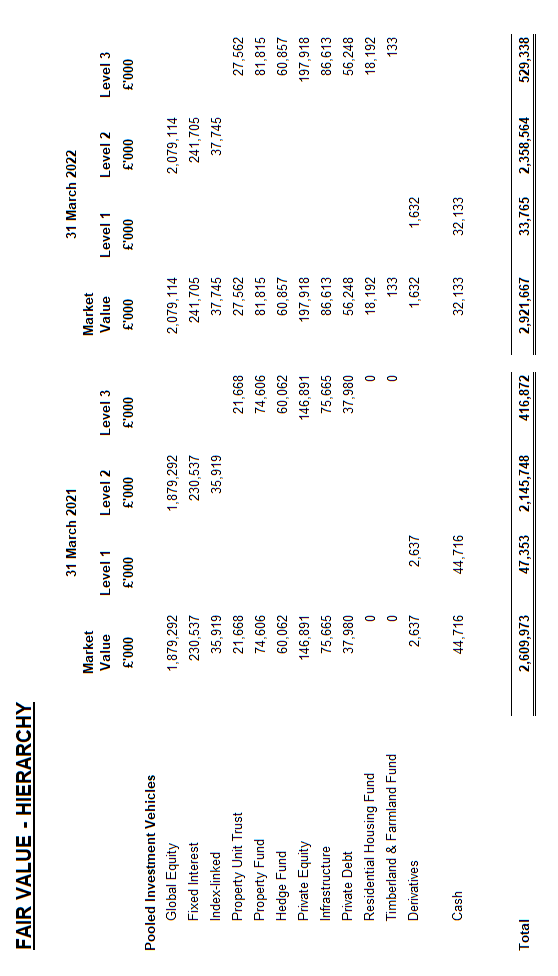 FAIR VALUE - HIERARCHY
31 March 2021 31 March 2022
Market Value Level 1 Level 2 Level 3 Market Value Level 1 Level 2 Level 3
£'000 £'000 £'000 £'000 £'000 £'000 £'000 £'000
Pooled Investment Vehicles
Global Equity 1,879,292 1,879,292 2,079,114 2,079,114
Fixed Interest 230,537 230,537 241,705 241,705
Index-linked 35,919 35,919 37,745 37,745
Property Unit Trust 21,668 21,668 27,562 27,562
Property Fund 74,606 74,606 81,815 81,815
Hedge Fund 60,062 60,062 60,857 60,857
Private Equity 146,891 146,891 197,918 197,918
Infrastructure 75,665 75,665 86,613 86,613
Private Debt 37,980 37,980 56,248 56,248
Residential Housing Fund 0 0 18,192 18,192
Timberland & Farmland Fund 0 0 133 133
Derivatives 2,637 2,637 1,632 1,632
Cash 44,716 44,716 32,133 32,133
Total 2,609,973 47,353 2,145,748 416,872 2,921,667 33,765 2,358,564 529,338